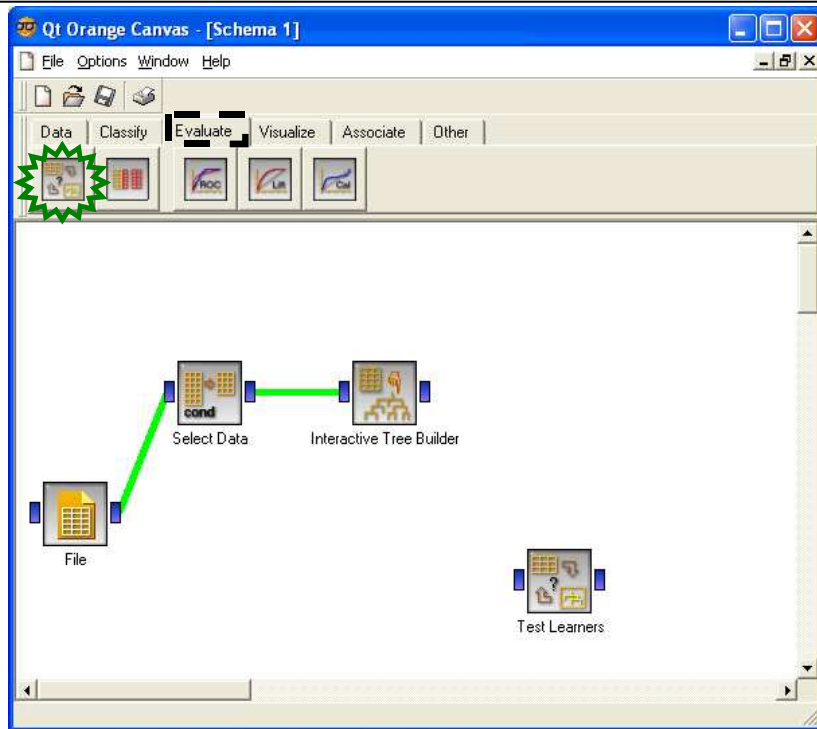 Qt Orange Canvas - [Schema 1]
File Options Window Help
Data Classify Evaluate Visualize Associate Other
? ROC Lift Cal
cond
Select Data Interactive Tree Builder
File
?
Test Learners